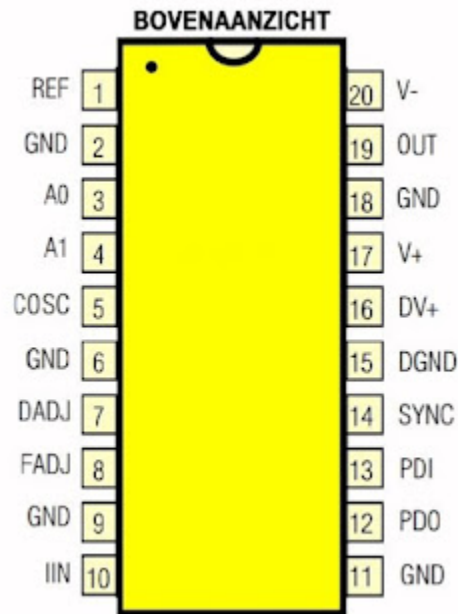 BOVENAANZICHT
REF 1 20 V-
GND 2 19 OUT
A0 3 18 GND
A1 4 17 V+
COSC 5 16 DV+
GND 6 15 DGND
DADJ 7 14 SYNC
FADJ 8 13 PDI
GND 9 12 PDO
IIN 10 11 GND